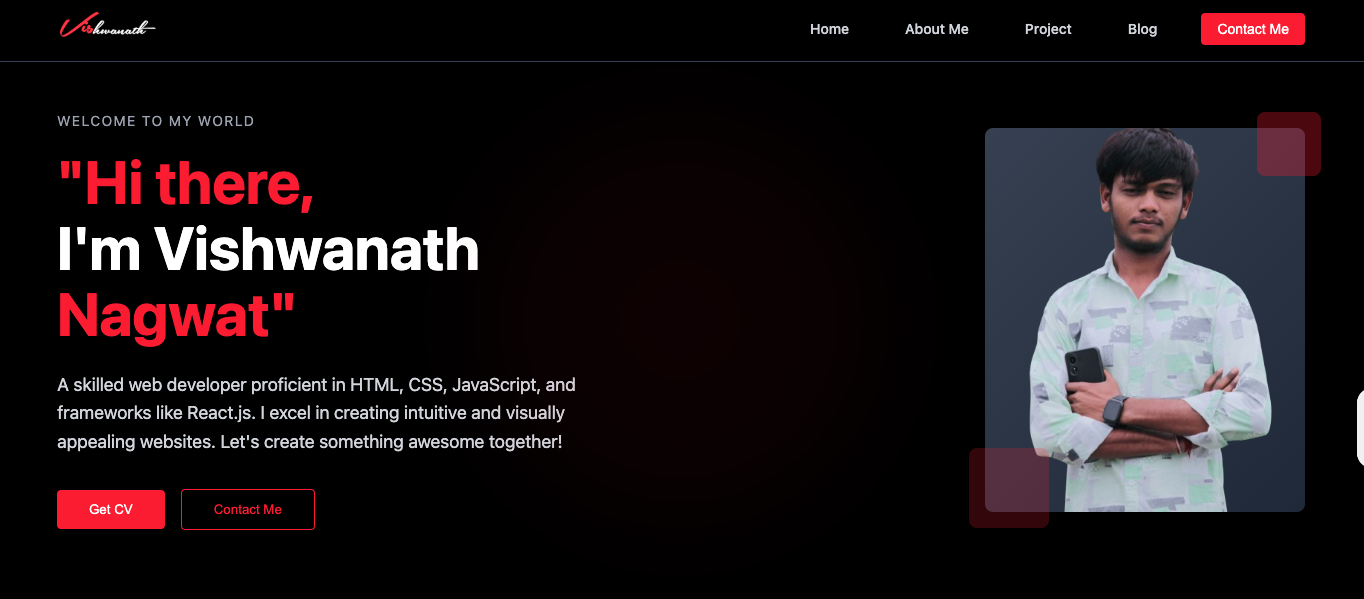 Vishwanath
Home
About Me
Project
Blog
Contact Me
WELCOME TO MY WORLD
"Hi there,
I'm Vishwanath
Nagwat"
A skilled web developer proficient in HTML, CSS, JavaScript, and
frameworks like React.js. I excel in creating intuitive and visually
appealing websites. Let's create something awesome together!
Get CV
Contact Me